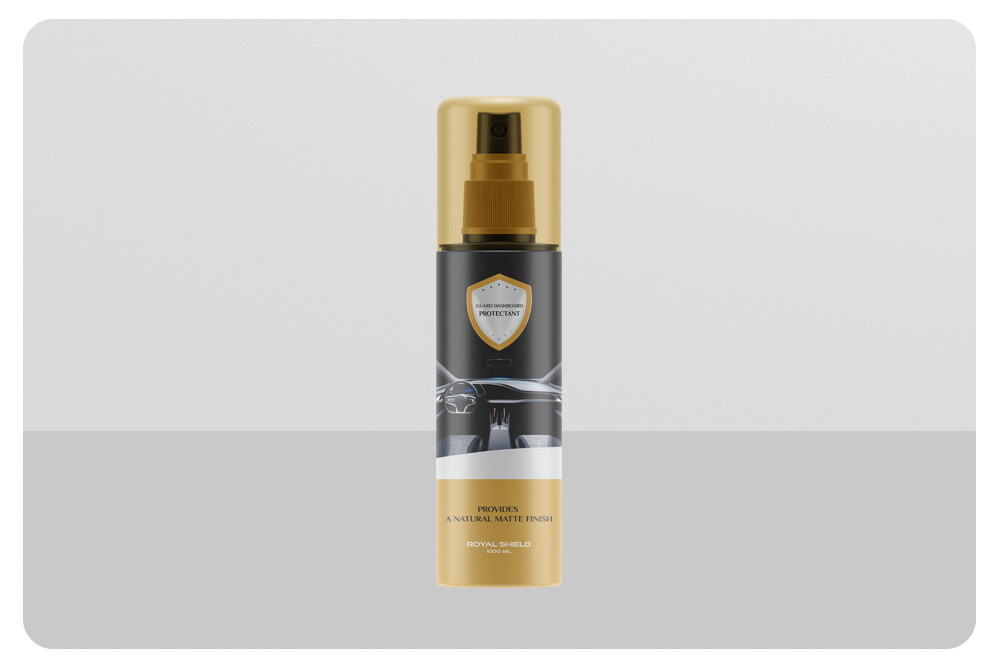 GUARD DASHBOARD
PROTECTANT
PROVIDES
A NATURAL MATTE FINISH
ROYAL SHIELD
1000 ML